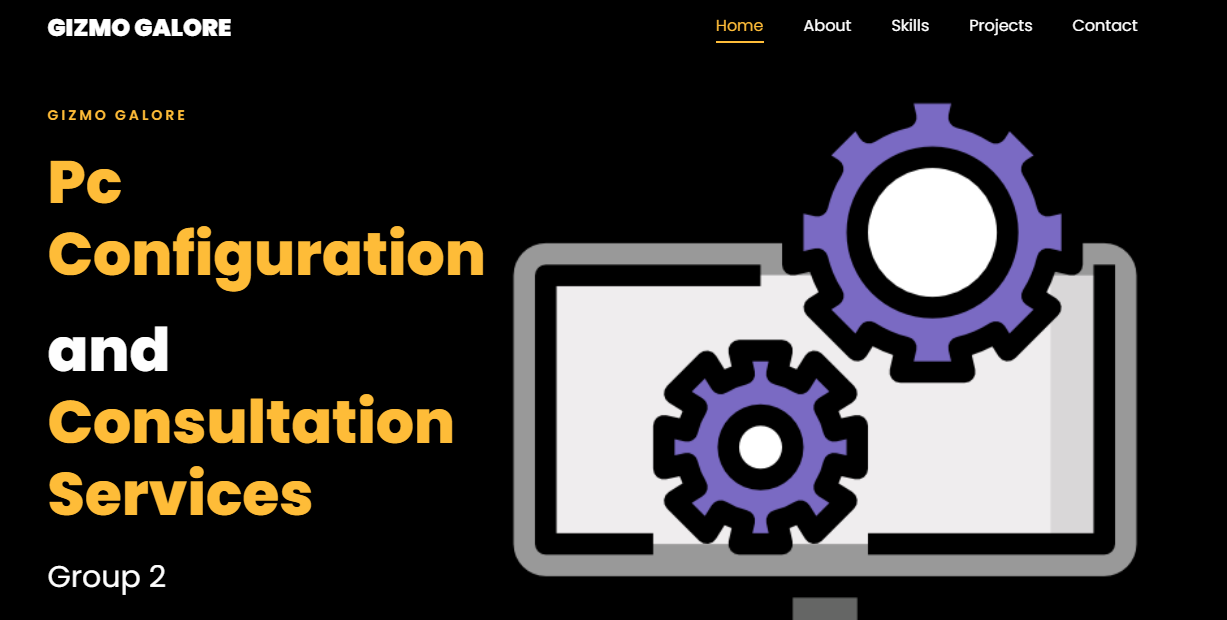 GIZMO GALORE
Home About Skills Projects Contact
GIZMO GALORE
Pc
Configuration
and
Consultation
Services
Group 2